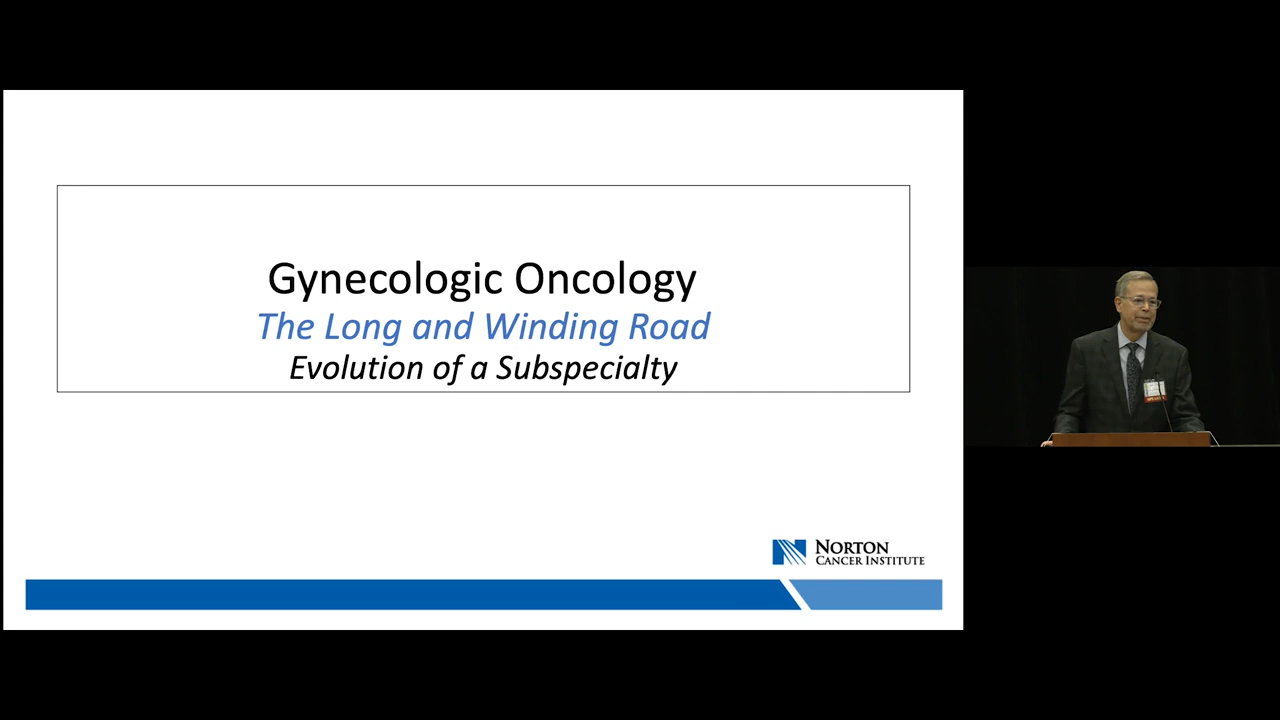 Gynecologic Oncology
The Long and Winding Road
Evolution of a Subspecialty
NORTON
CANCER INSTITUTE